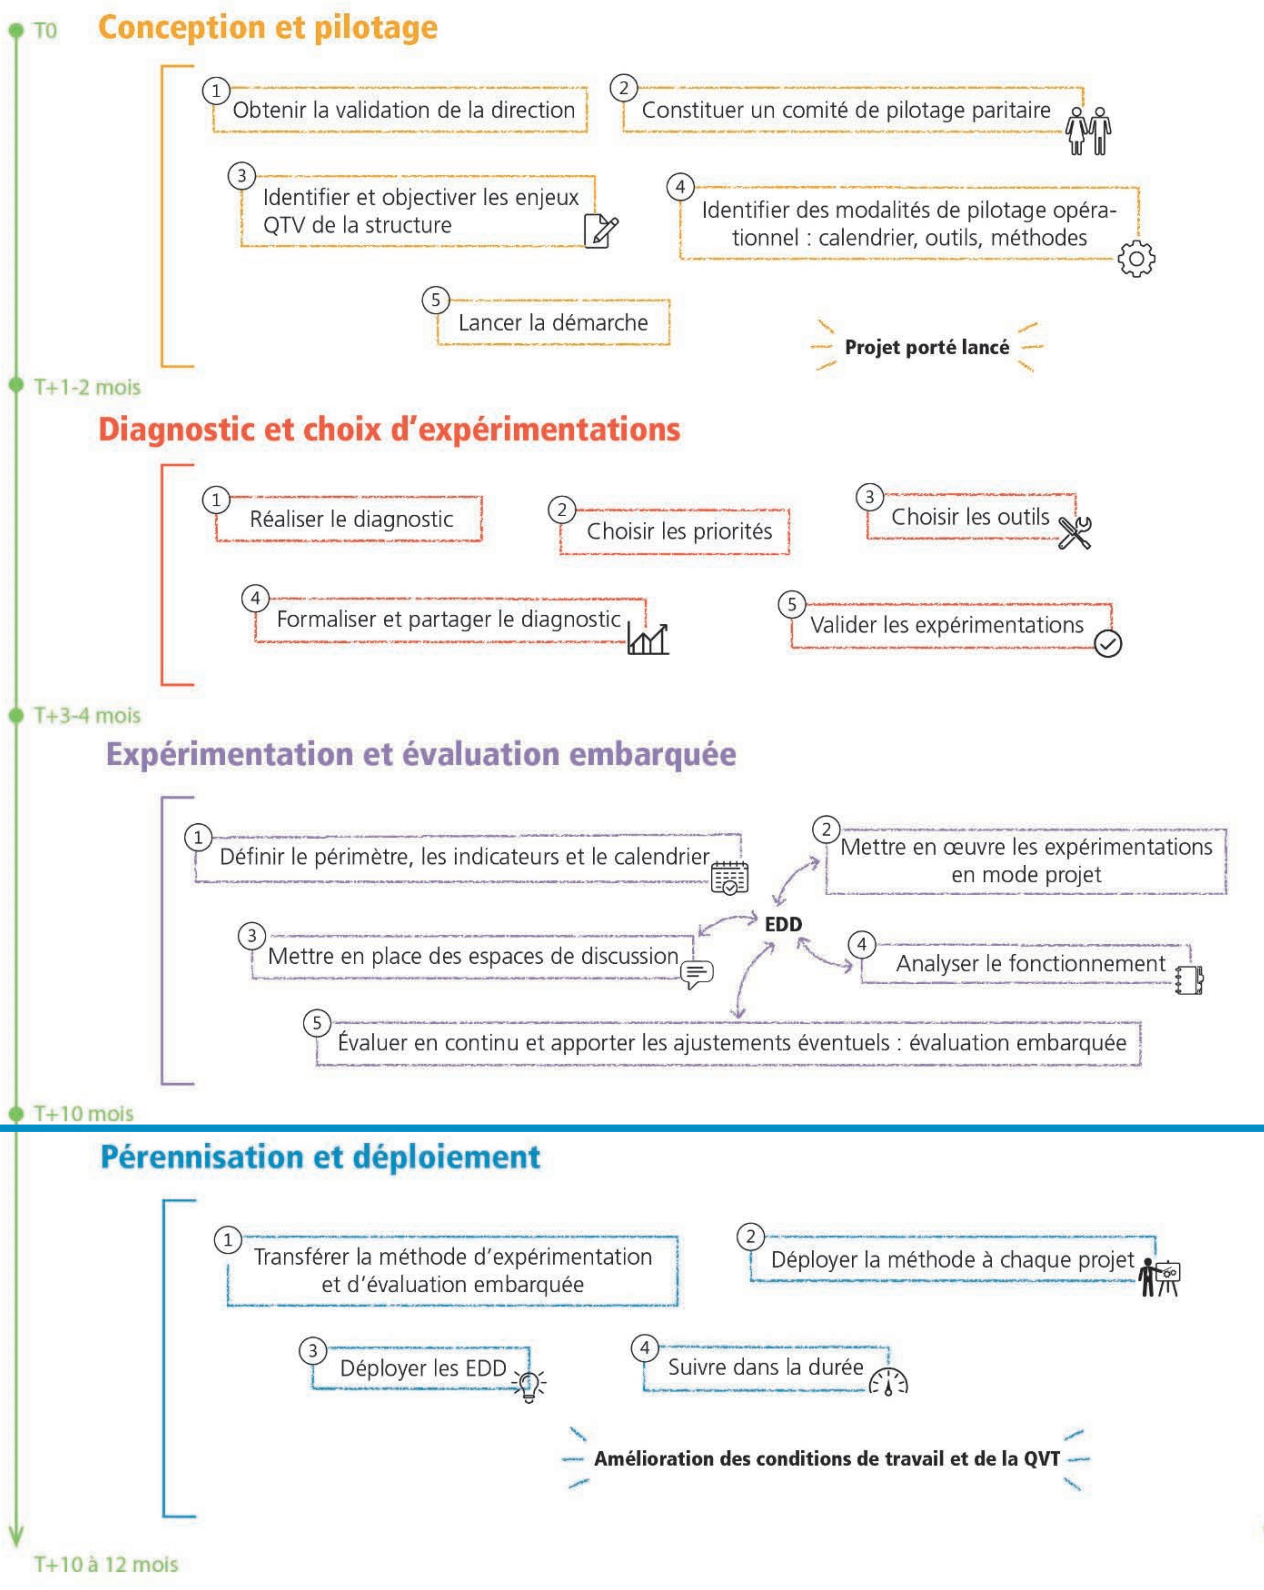 T0
Conception et pilotage
1
Obtenir la validation de la direction
2
Constituer un comité de pilotage paritaire
3
Identifier et objectiver les enjeux
QTV de la structure
4
Identifier des modalités de pilotage opéra-
tionnel : calendrier, outils, méthodes
5
Lancer la démarche
Projet porté lancé
T+1-2 mois
Diagnostic et choix d'expérimentations
1
Réaliser le diagnostic
2
Choisir les priorités
3
Choisir les outils
4
Formaliser et partager le diagnostic
5
Valider les expérimentations
T+3-4 mois
Expérimentation et évaluation embarquée
1
Définir le périmètre, les indicateurs et le calendrier
2
Mettre en œuvre les expérimentations
en mode projet
EDD
3
Mettre en place des espaces de discussion
4
Analyser le fonctionnement
5
Évaluer en continu et apporter les ajustements éventuels : évaluation embarquée
T+10 mois
Pérennisation et déploiement
1
Transférer la méthode d'expérimentation
et d'évaluation embarquée
2
Déployer la méthode à chaque projet
3
Déployer les EDD
4
Suivre dans la durée
Amélioration des conditions de travail et de la QVT
T+10 à 12 mois